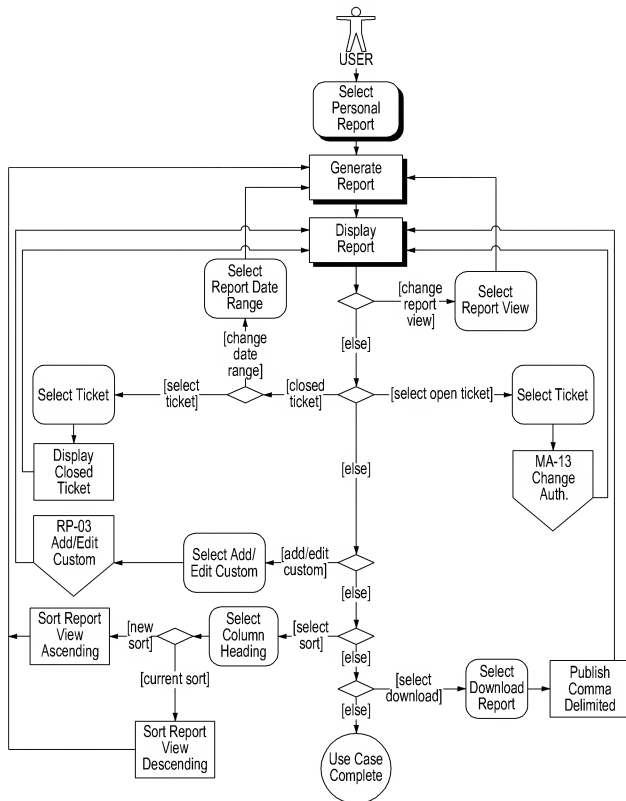 USER
Select
Personal
Report
Generate
Report
Display
Report
Select
Report Date
Range
[change
report
view]
Select
Report View
[else]
[change
date
range]
Select Ticket
[select
ticket]
[closed
ticket]
[select open ticket]
Select Ticket
Display
Closed
Ticket
[else]
MA-13
Change
Auth.
RP-03
Add/Edit
Custom
Select Add/
Edit Custom
[add/edit
custom]
[else]
Sort Report
View
Ascending
[new
sort]
Select
Column
Heading
[select
sort]
[else]
[current sort]
[select
download]
Select
Download
Report
Publish
Comma
Delimited
[else]
Sort Report
View
Descending
Use Case
Complete